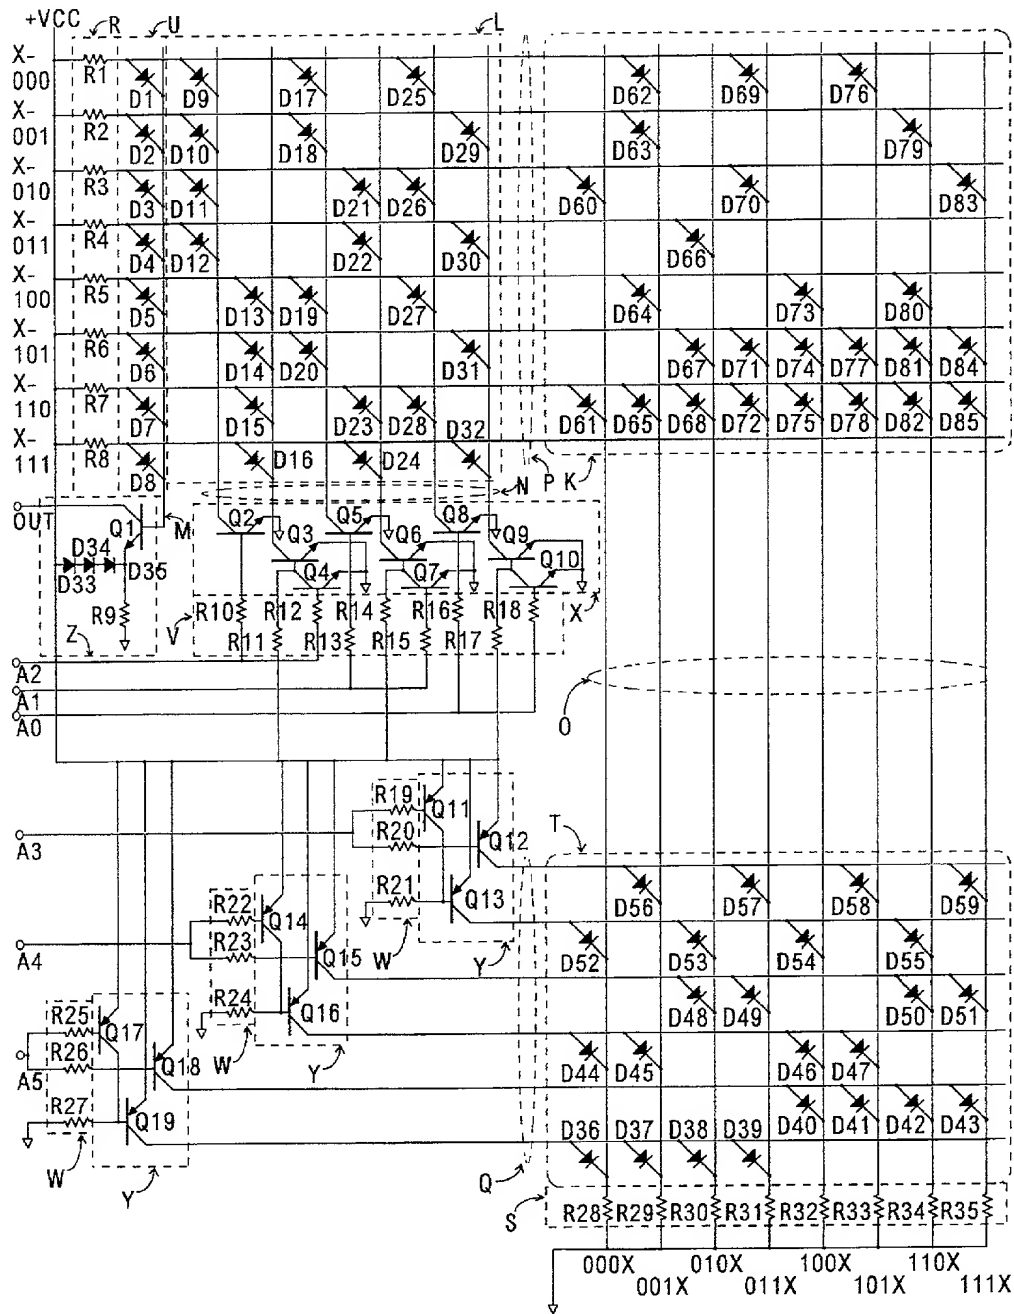 +VCC R U L
X-000 R1 D1 D9 D17 D25 D62 D69 D76
X-001 R2 D2 D10 D18 D29 D63 D79
X-010 R3 D3 D11 D21 D26 D60 D70 D83
X-011 R4 D4 D12 D22 D30 D66
X-100 R5 D5 D13 D19 D27 D64 D73 D80
X-101 R6 D6 D14 D20 D31 D67 D71 D74 D77 D81 D84
X-110 R7 D7 D15 D23 D28 D32 D61 D65 D68 D72 D75 D78 D82 D85
X-111 R8 D8 D16 D24 N P K
OUT Q1 M Q2 Q3 Q5 Q6 Q8 Q9
D34 Q4 Q7 Q10
D33 D35
R9 V R10 R12 R14 R16 R18 X
Z R11 R13 R15 R17
A2
A1
A0 O
R19 Q11
A3 R20 Q12 T
R21 Q13 D56 D57 D58 D59
R22 Q14
A4 R23 Q15 W Y D52 D53 D54 D55
R24 Q16 D48 D49 D50 D51
R25 Q17
A5 R26 Q18 W Y D44 D45 D46 D47
R27 Q19 D36 D37 D38 D39 D40 D41 D42 D43
W Y Q
S R28 R29 R30 R31 R32 R33 R34 R35
000X 010X 100X 110X
001X 011X 101X 111X